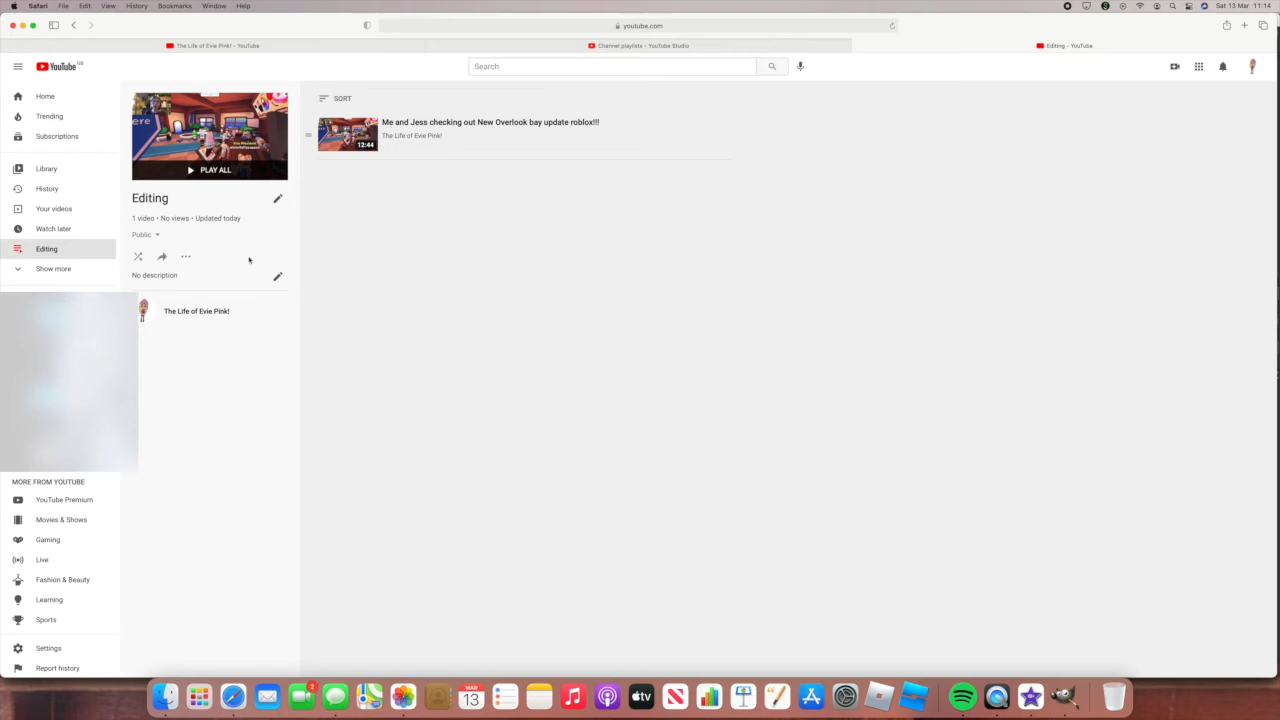 Safari File Edit View History Bookmarks Window Help Sat 13 Mar 11:14
youtube.com
The Life of Evie Pink! - YouTube
Channel playlists - YouTube Studio
Editing - YouTube
YouTube GB
Search
Home
Trending
Subscriptions
Library
History
Your videos
Watch later
Editing
Show more
MORE FROM YOUTUBE
YouTube Premium
Movies & Shows
Gaming
Live
Fashion & Beauty
Learning
Sports
Settings
Report history
PLAY ALL
Editing
1 video • No views • Updated today
Public
No description
The Life of Evie Pink!
SORT
Me and Jess checking out New Overlook bay update roblox!!!
The Life of Evie Pink!
12:44
2
MAR
13
tv